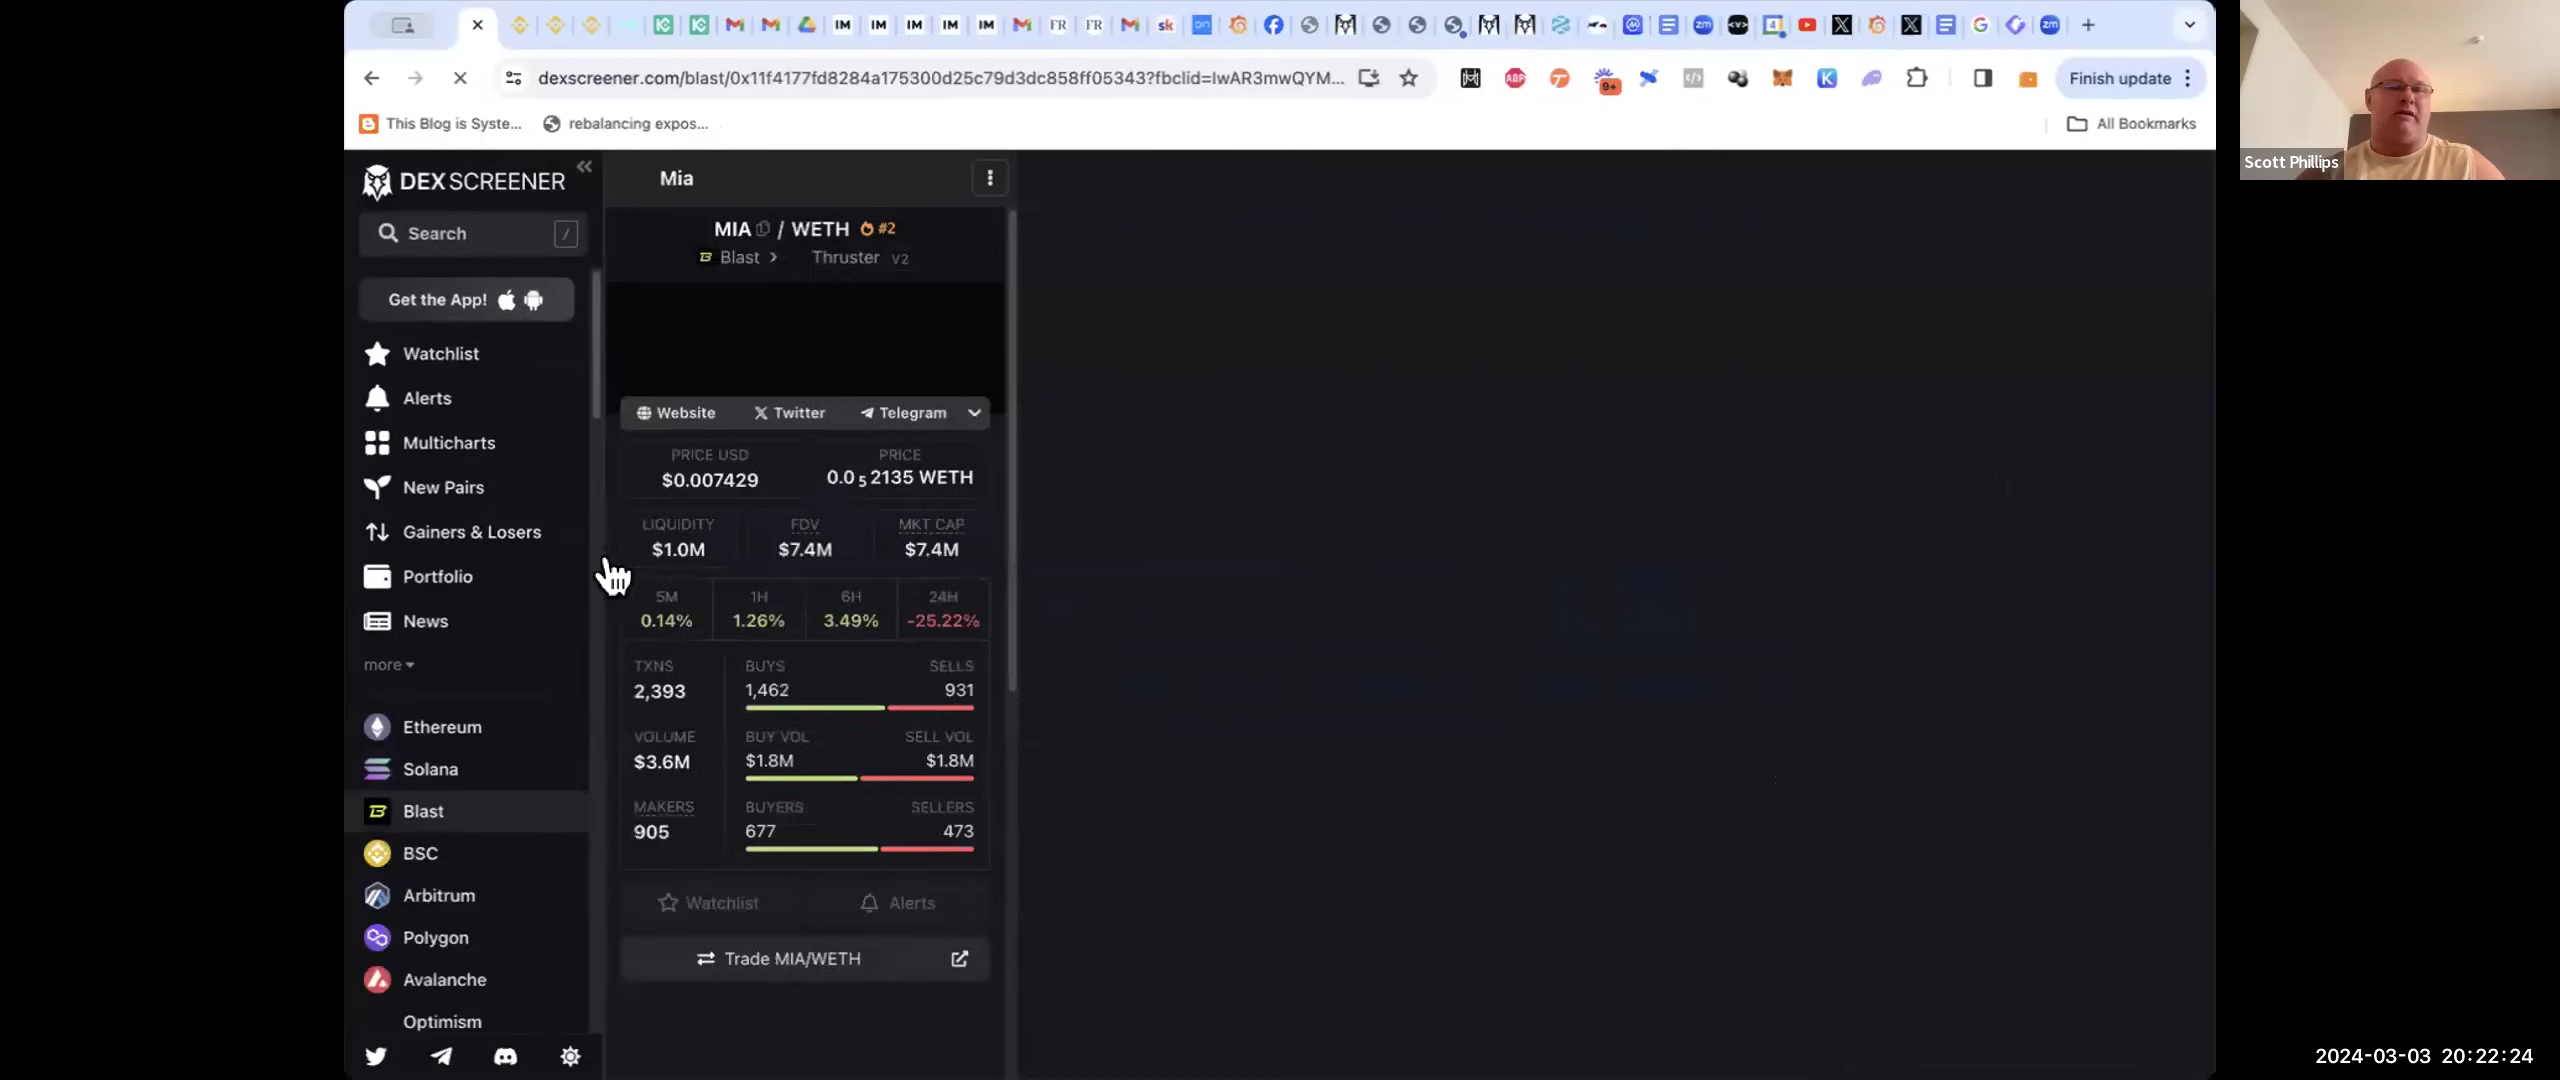 dexscreener.com/blast/0x11f4177fd8284a175300d25c79d3dc858ff05343?fbclid=IwAR3mwQYM...
Finish update
This Blog is Syste...
rebalancing expos...
All Bookmarks
Scott Phillips
DEX SCREENER
Search /
Get the App!
Watchlist
Alerts
Multicharts
New Pairs
Gainers & Losers
Portfolio
News
more
Ethereum
Solana
Blast
BSC
Arbitrum
Polygon
Avalanche
Optimism
Mia
MIA / WETH #2
Blast > Thruster V2
Website Twitter Telegram
PRICE USD PRICE
$0.007429 0.0₅2135 WETH
LIQUIDITY FDV MKT CAP
$1.0M $7.4M $7.4M
5M 1H 6H 24H
0.14% 1.26% 3.49% -25.22%
TXNS BUYS SELLS
2,393 1,462 931
VOLUME BUY VOL SELL VOL
$3.6M $1.8M $1.8M
MAKERS BUYERS SELLERS
905 677 473
Watchlist Alerts
Trade MIA/WETH
2024-03-03 20:22:24